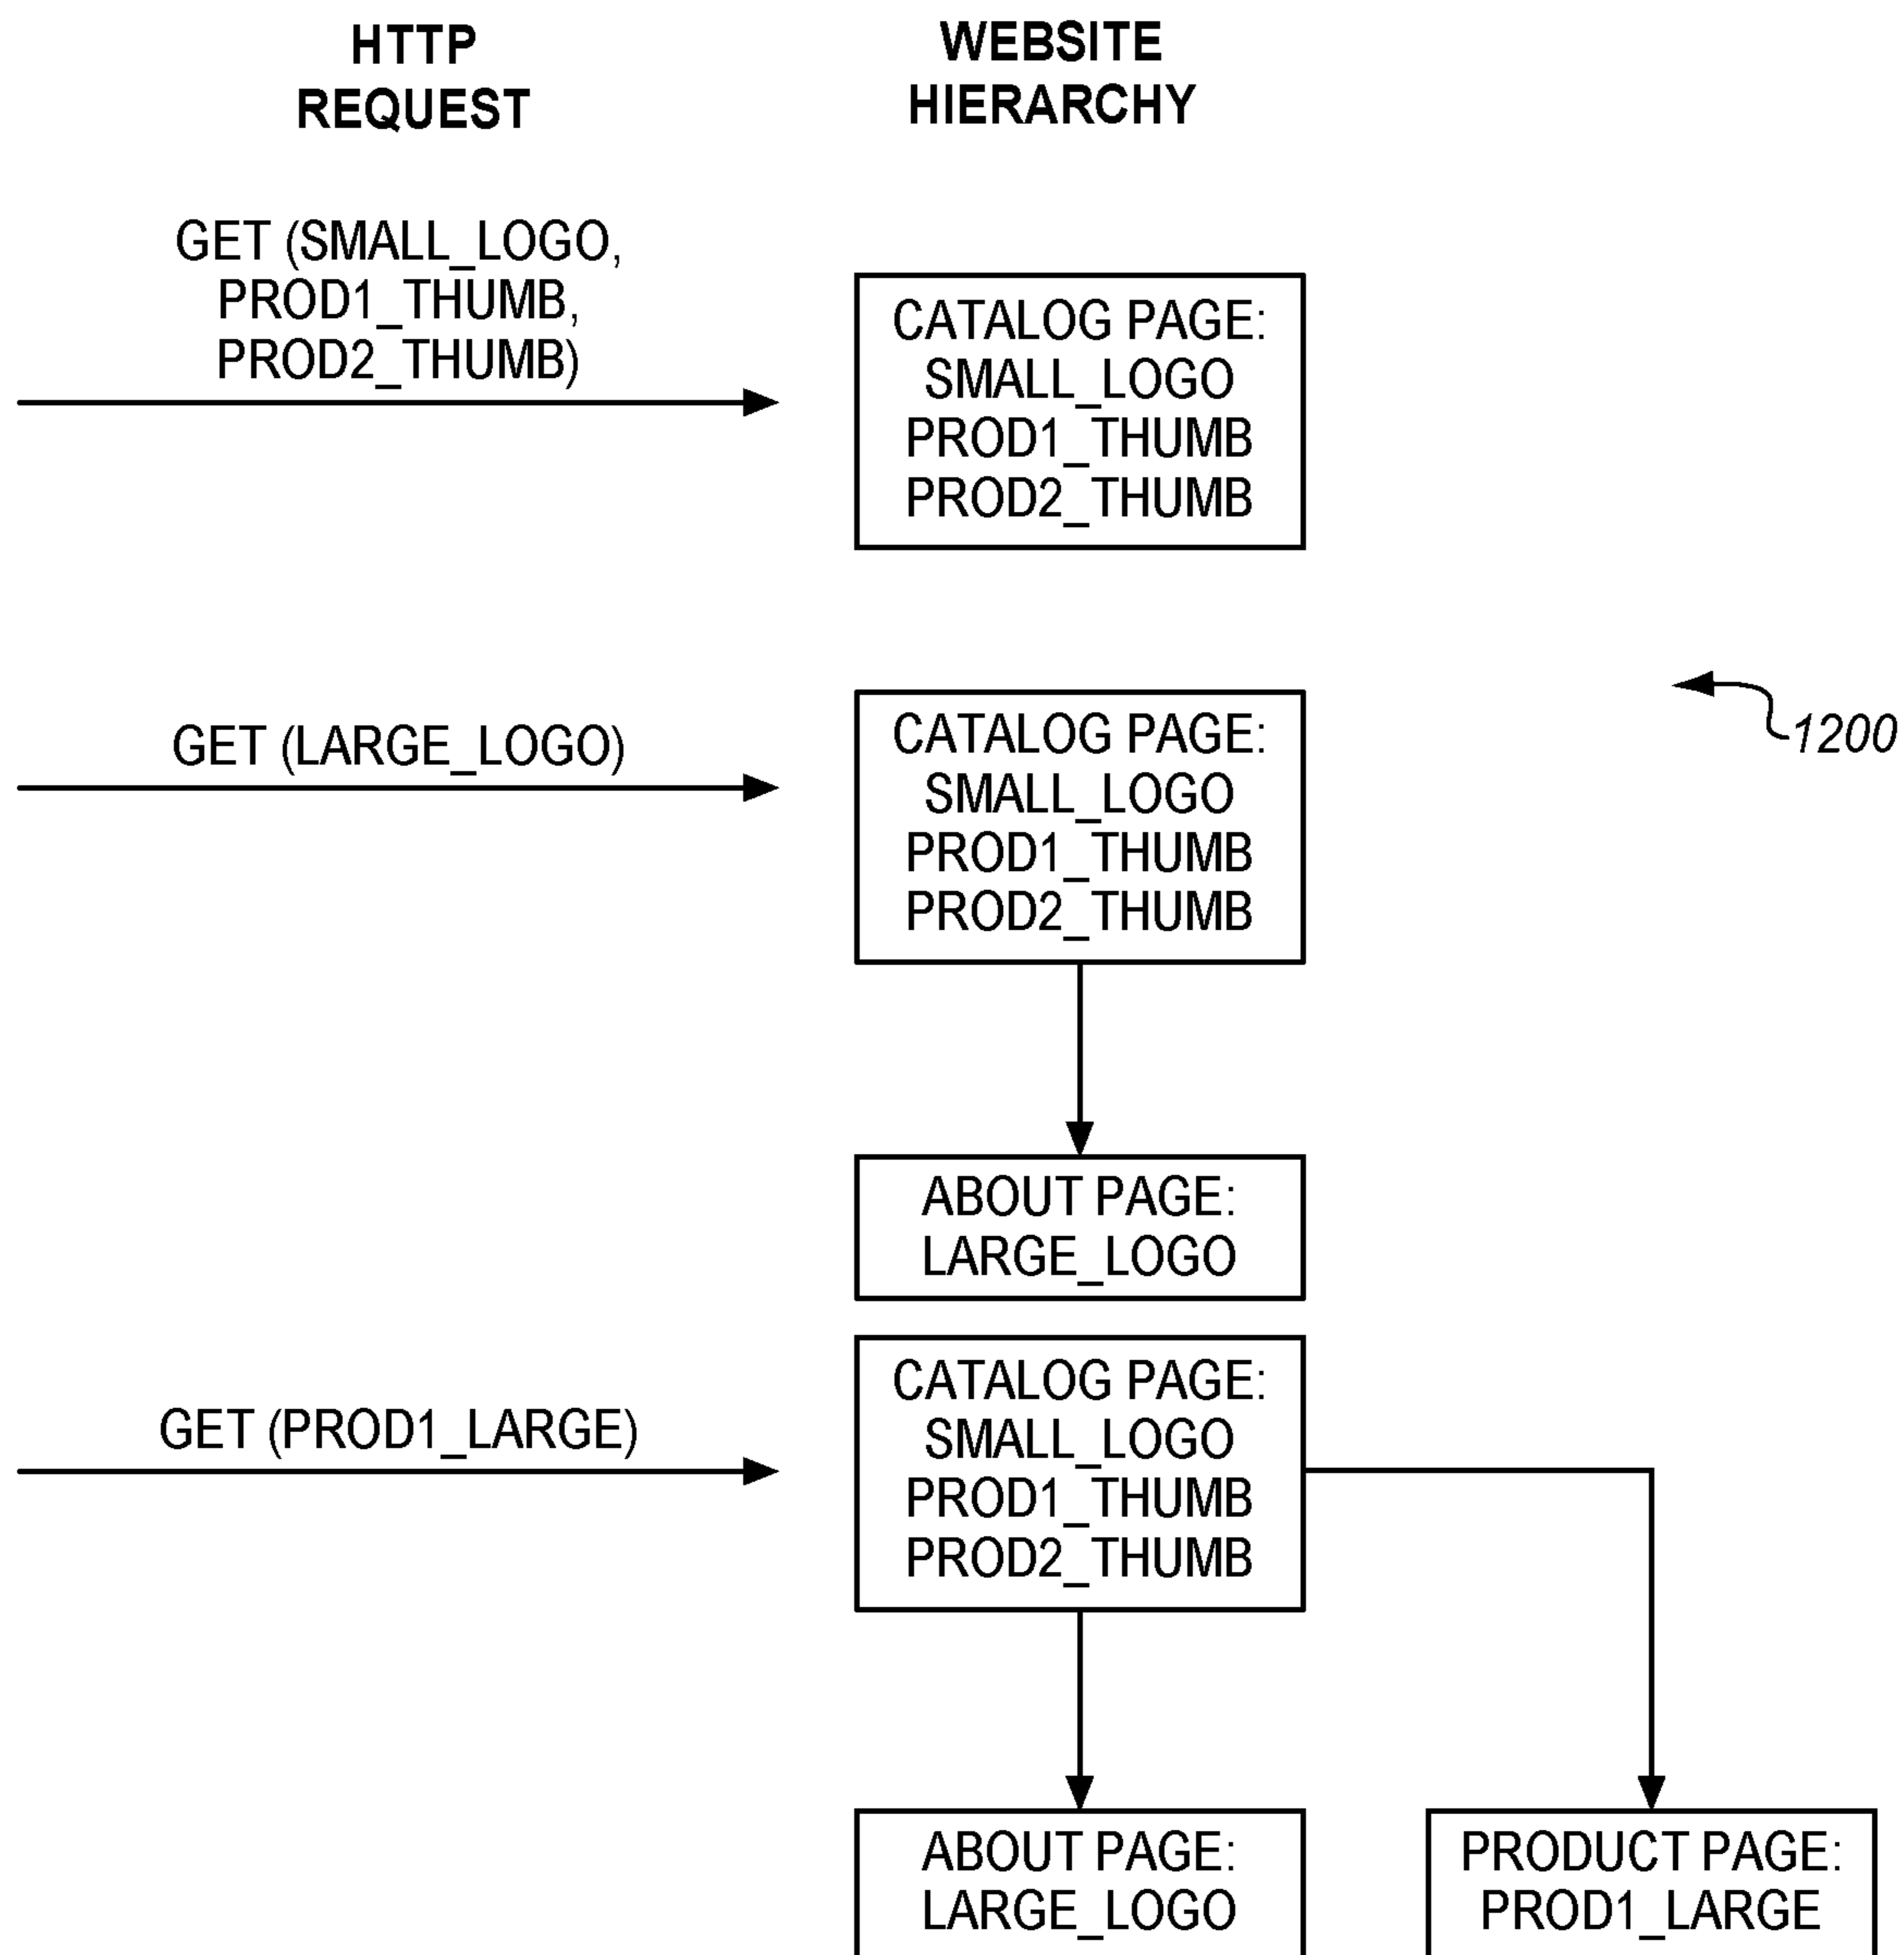 HTTP
REQUEST
WEBSITE
HIERARCHY
GET (SMALL_LOGO,
PROD1_THUMB,
PROD2_THUMB)
CATALOG PAGE:
SMALL_LOGO
PROD1_THUMB
PROD2_THUMB
1200
GET (LARGE_LOGO)
CATALOG PAGE:
SMALL_LOGO
PROD1_THUMB
PROD2_THUMB
ABOUT PAGE:
LARGE_LOGO
GET (PROD1_LARGE)
CATALOG PAGE:
SMALL_LOGO
PROD1_THUMB
PROD2_THUMB
ABOUT PAGE:
LARGE_LOGO
PRODUCT PAGE:
PROD1_LARGE